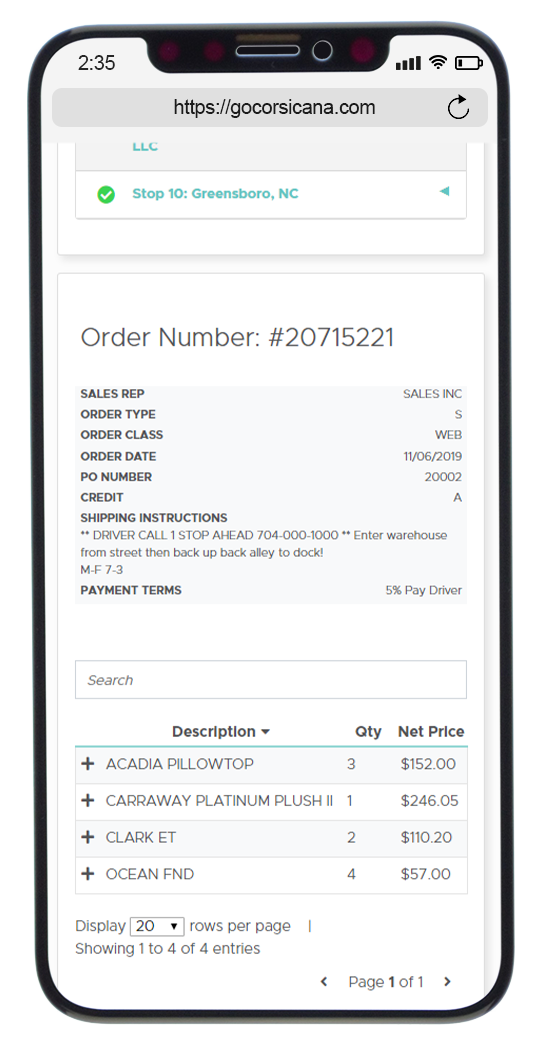 2:35
https://gocorsicana.com
LLC
Stop 10: Greensboro, NC
Order Number: #20715221
SALES REP SALES INC
ORDER TYPE S
ORDER CLASS WEB
ORDER DATE 11/06/2019
PO NUMBER 20002
CREDIT A
SHIPPING INSTRUCTIONS
** DRIVER CALL 1 STOP AHEAD 704-000-1000 ** Enter warehouse
from street then back up back alley to dock!
M-F 7-3
PAYMENT TERMS 5% Pay Driver
Search
Description Qty Net Price
+ ACADIA PILLOWTOP 3 $152.00
+ CARRAWAY PLATINUM PLUSH II 1 $246.05
+ CLARK ET 2 $110.20
+ OCEAN FND 4 $57.00
Display 20 rows per page |
Showing 1 to 4 of 4 entries
Page 1 of 1